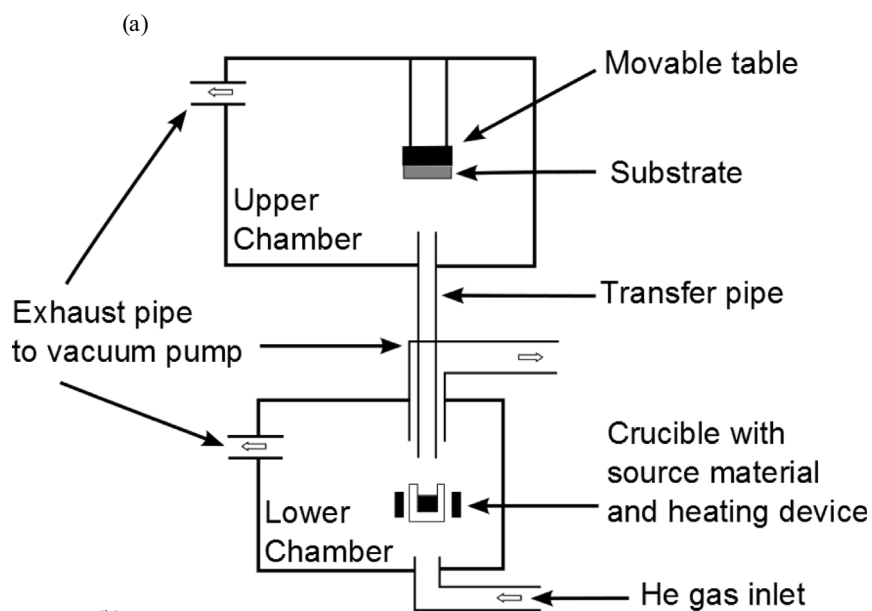 (a)
Movable table
Substrate
Upper
Chamber
Transfer pipe
Exhaust pipe
to vacuum pump
Crucible with
source material
and heating device
Lower
Chamber
He gas inlet